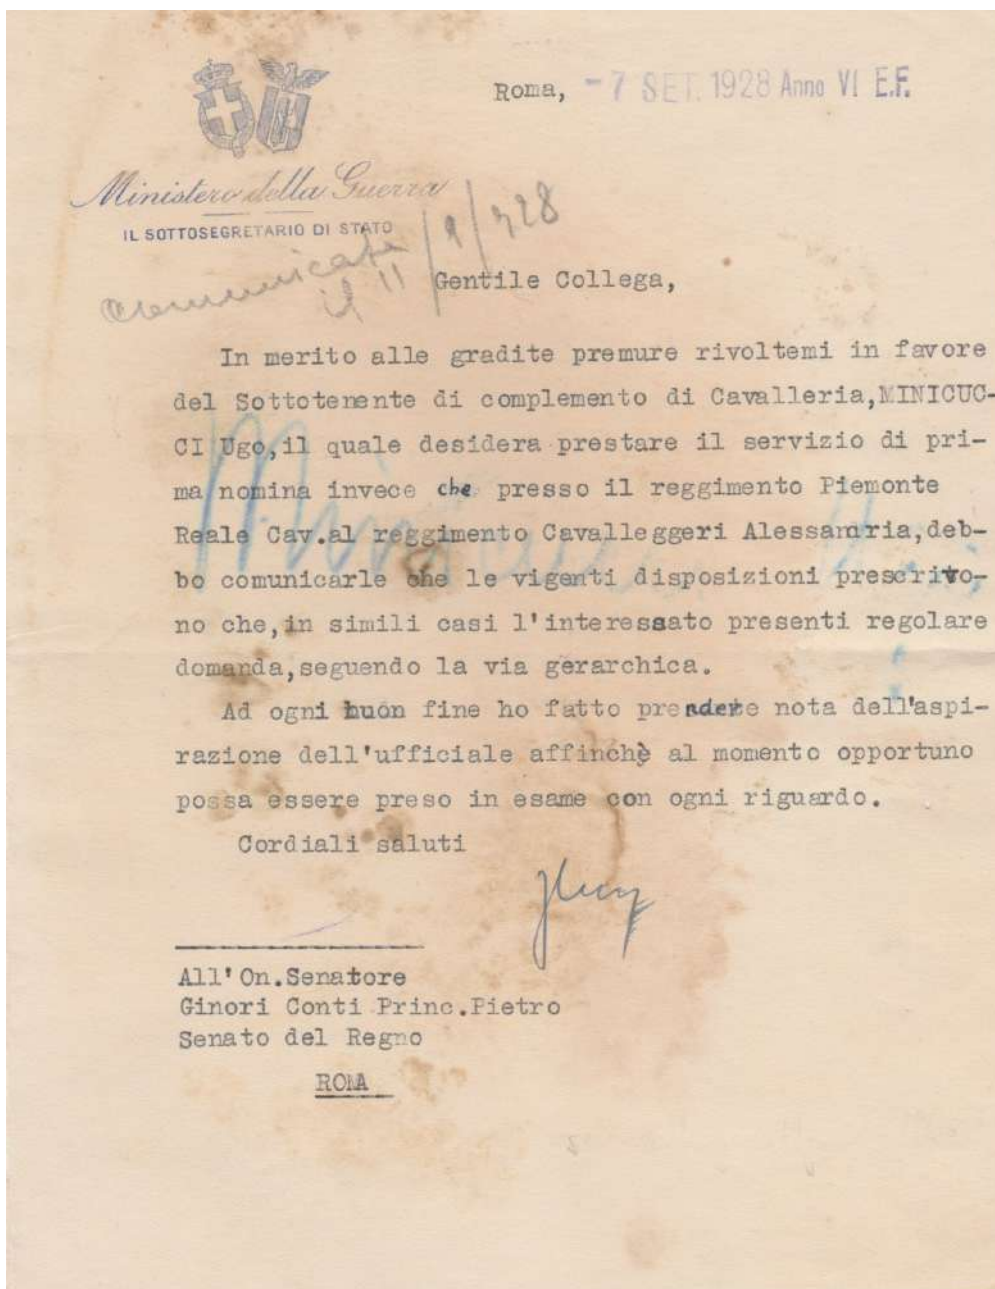 Roma, - 7 SET. 1928 Anno VI E.F.
Ministero della Guerra
IL SOTTOSEGRETARIO DI STATO
Comunicato
il 11/9/928
Gentile Collega,
In merito alle gradite premure rivoltemi in favore
del Sottotenente di complemento di Cavalleria,MINICUC-
CI Ugo,il quale desidera prestare il servizio di pri-
ma nomina invece che presso il reggimento Piemonte
Reale Cav.al reggimento Cavalleggeri Alessamria,deb-
bo comunicarle che le vigenti disposizioni prescrivo-
no che,in simili casi l'interessato presenti regolare
domanda,seguendo la via gerarchica.
Ad ogni buon fine ho fatto prendere nota dell'aspi-
razione dell'ufficiale affinchè al momento opportuno
possa essere preso in esame con ogni riguardo.
Cordiali saluti
All'On.Senatore
Ginori Conti Princ.Pietro
Senato del Regno
ROMA